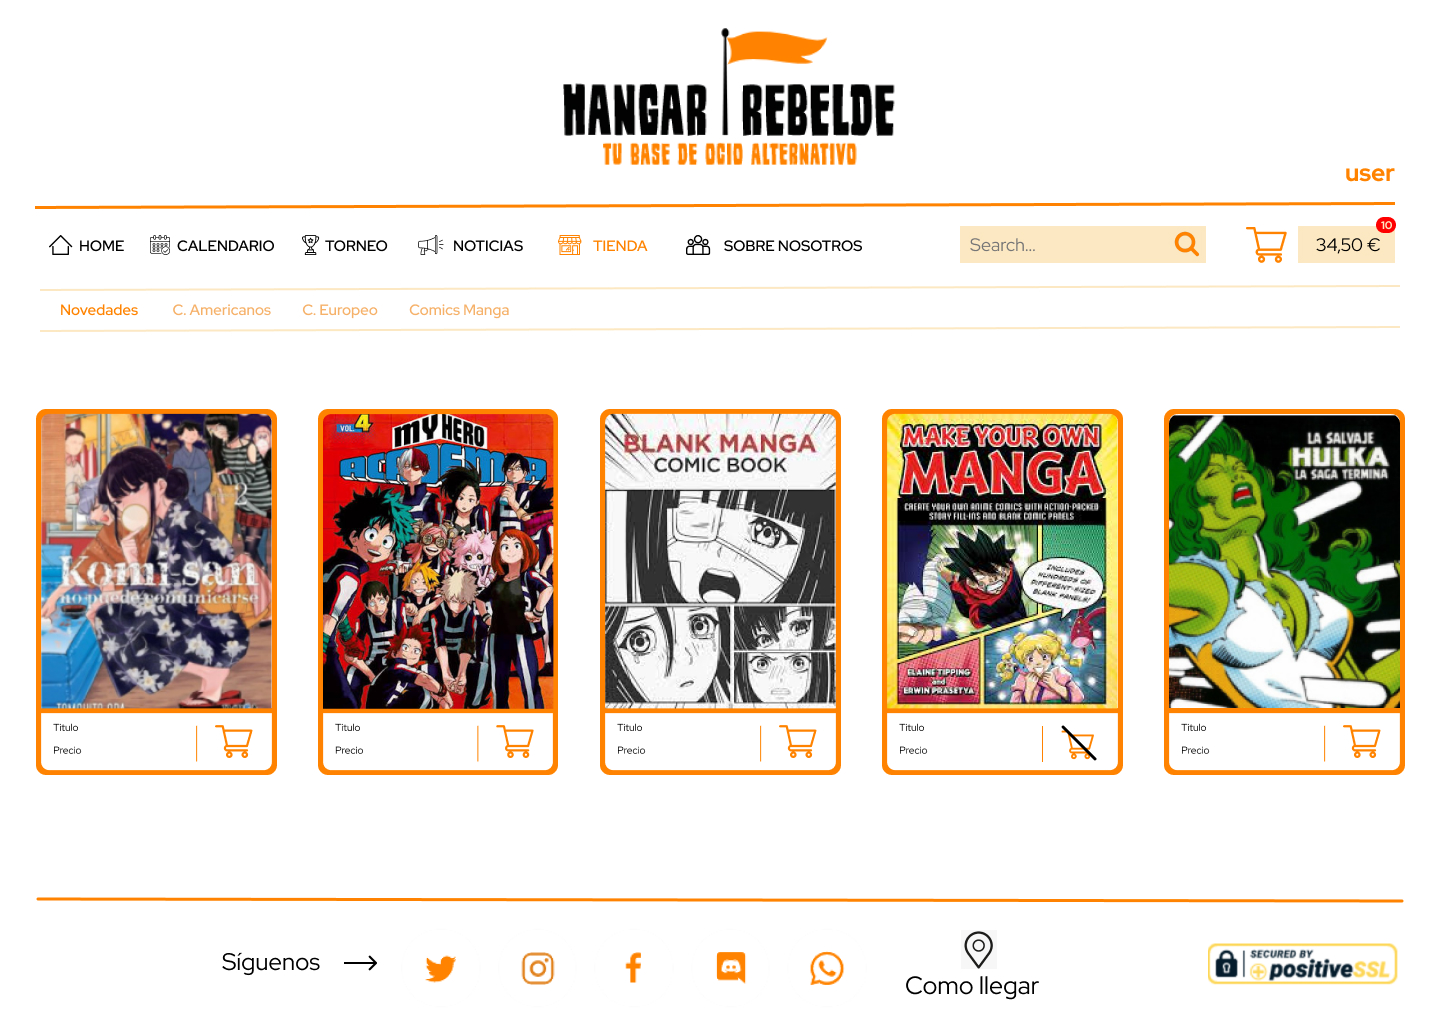 HANGAR REBELDE
TU BASE DE OCIO ALTERNATIVO
user
HOME CALENDARIO TORNEO NOTICIAS TIENDA SOBRE NOSOTROS Search... 34,50 € 10
Novedades C. Americanos C. Europeo Comics Manga
2
Komi-san
no puede comunicarse
VOL. 4
MY HERO
ACADEMIA
BLANK MANGA
COMIC BOOK
MAKE YOUR OWN
MANGA
CREATE YOUR OWN ANIME COMICS WITH ACTION-PACKED
STORY FILL-INS AND BLANK COMIC PANELS
INCLUDES
HUNDREDS OF
DIFFERENT-SIZED
BLANK PANELS!
ELAINE TIPPING
and
ERWIN PRASETYA
LA SALVAJE
HULKA
LA SAGA TERMINA
Titulo
Precio
Titulo
Precio
Titulo
Precio
Titulo
Precio
Titulo
Precio
Síguenos
Como llegar
SECURED BY
positiveSSL